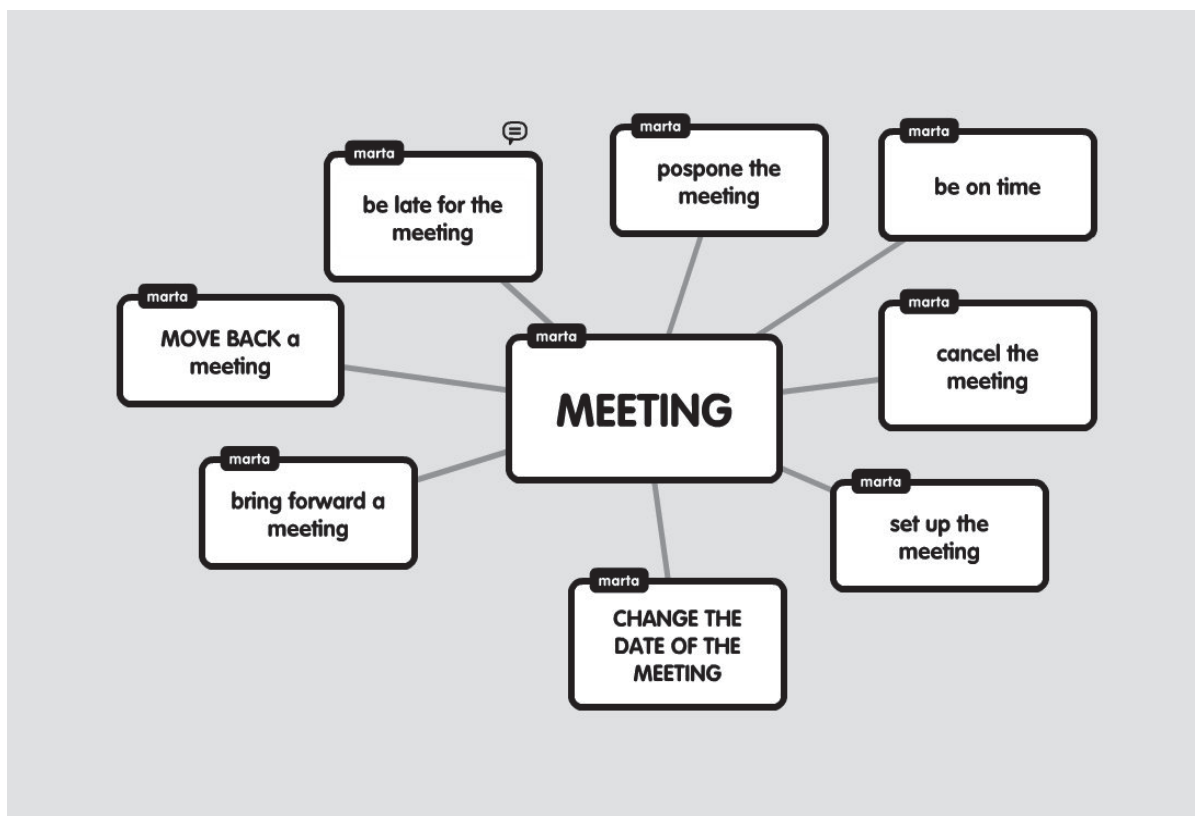 marta
be late for the
meeting
marta
pospone the
meeting
marta
be on time
marta
MOVE BACK a
meeting
marta
MEETING
marta
cancel the
meeting
marta
bring forward a
meeting
marta
set up the
meeting
marta
CHANGE THE
DATE OF THE
MEETING